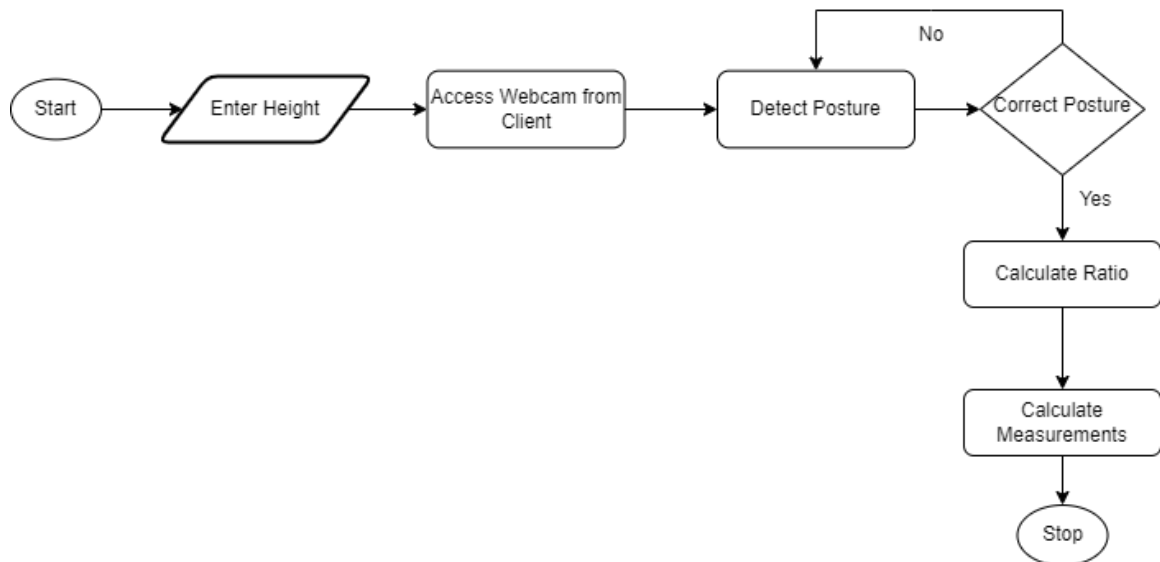 Start
Enter Height
Access Webcam from
Client
Detect Posture
Correct Posture
No
Yes
Calculate Ratio
Calculate
Measurements
Stop